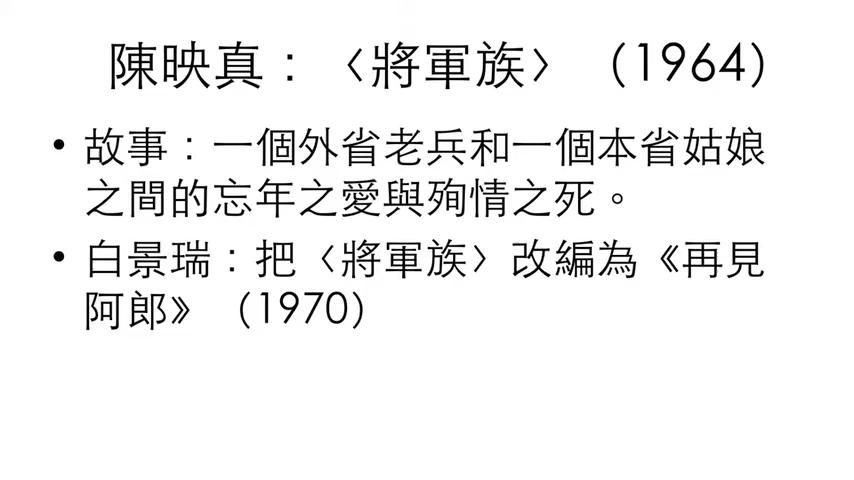 陳映真：〈將軍族〉（1964）
• 故事：一個外省老兵和一個本省姑娘
之間的忘年之愛與殉情之死。
• 白景瑞：把〈將軍族〉改編為《再見
阿郎》（1970）